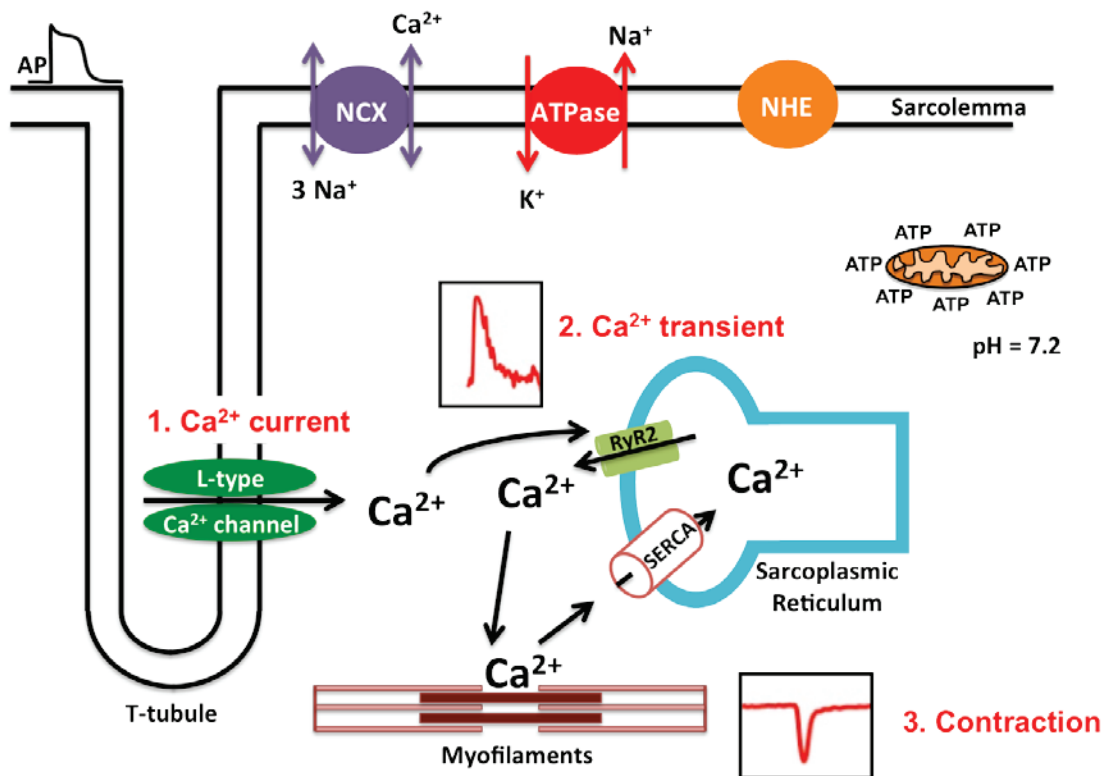 AP
Ca²⁺
Na⁺
NCX
ATPase
NHE
Sarcolemma
3 Na⁺
K⁺
ATP
ATP
ATP
ATP
ATP
ATP
ATP
pH = 7.2
2. Ca²⁺ transient
1. Ca²⁺ current
L-type
Ca²⁺ channel
Ca²⁺
Ca²⁺
RyR2
Ca²⁺
SERCA
Sarcoplasmic
Reticulum
Ca²⁺
T-tubule
Myofilaments
3. Contraction